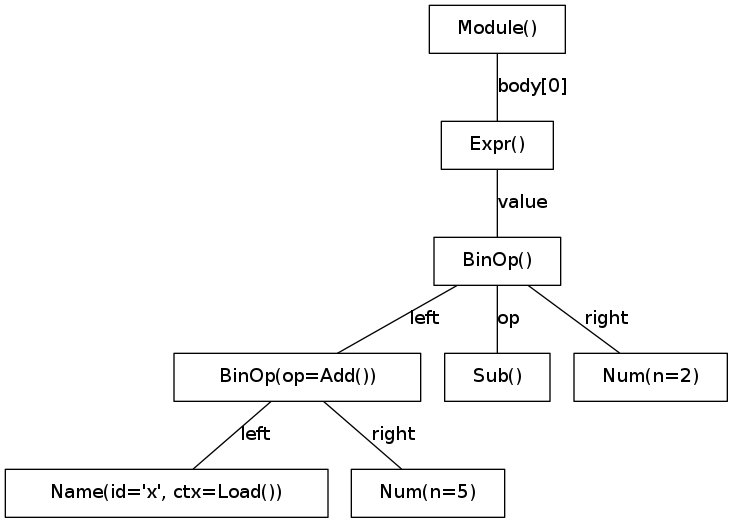 Module()
body[0]
Expr()
value
BinOp()
left
op
right
BinOp(op=Add())
Sub()
Num(n=2)
left
right
Name(id='x', ctx=Load())
Num(n=5)